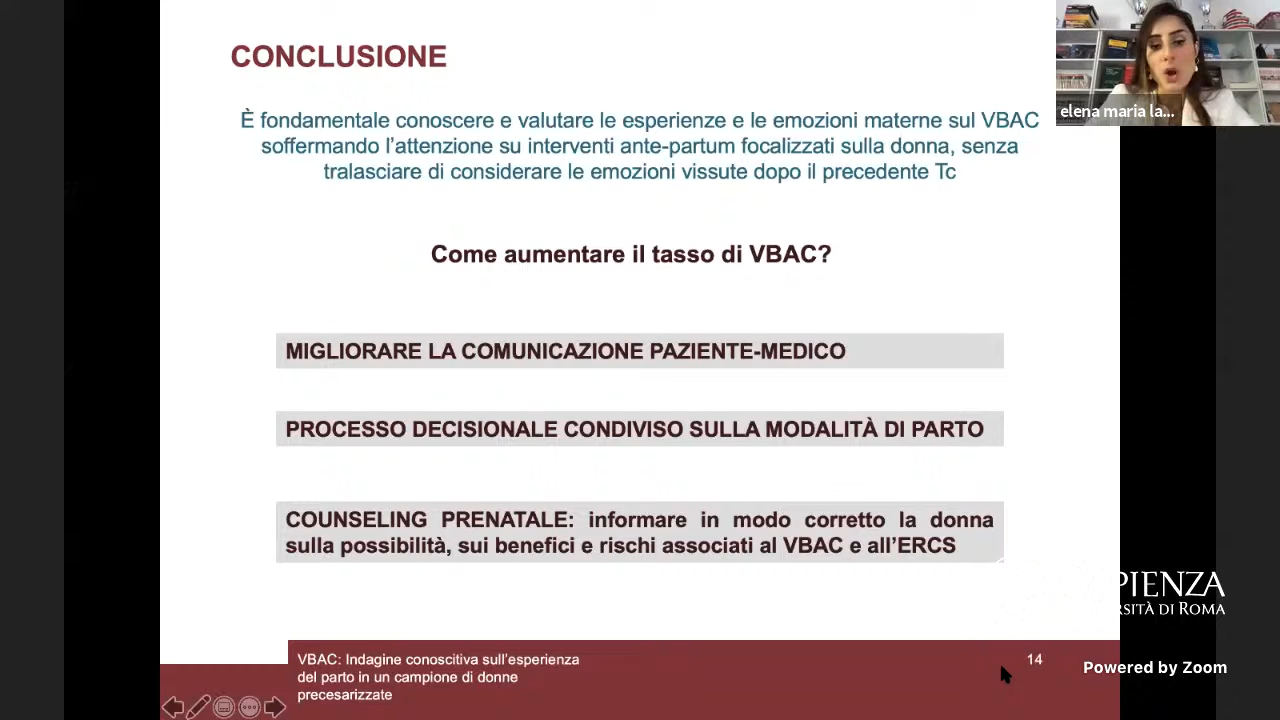 CONCLUSIONE
È fondamentale conoscere e valutare le esperienze e le emozioni materne sul VBAC
soffermando l'attenzione su interventi ante-partum focalizzati sulla donna, senza
tralasciare di considerare le emozioni vissute dopo il precedente Tc
Come aumentare il tasso di VBAC?
MIGLIORARE LA COMUNICAZIONE PAZIENTE-MEDICO
PROCESSO DECISIONALE CONDIVISO SULLA MODALITÀ DI PARTO
COUNSELING PRENATALE: informare in modo corretto la donna
sulla possibilità, sui benefici e rischi associati al VBAC e all'ERCS
VBAC: Indagine conoscitiva sull'esperienza
del parto in un campione di donne
precesarizzate
14
elena maria la...
PIENZA
RSITÀ DI ROMA
Powered by Zoom